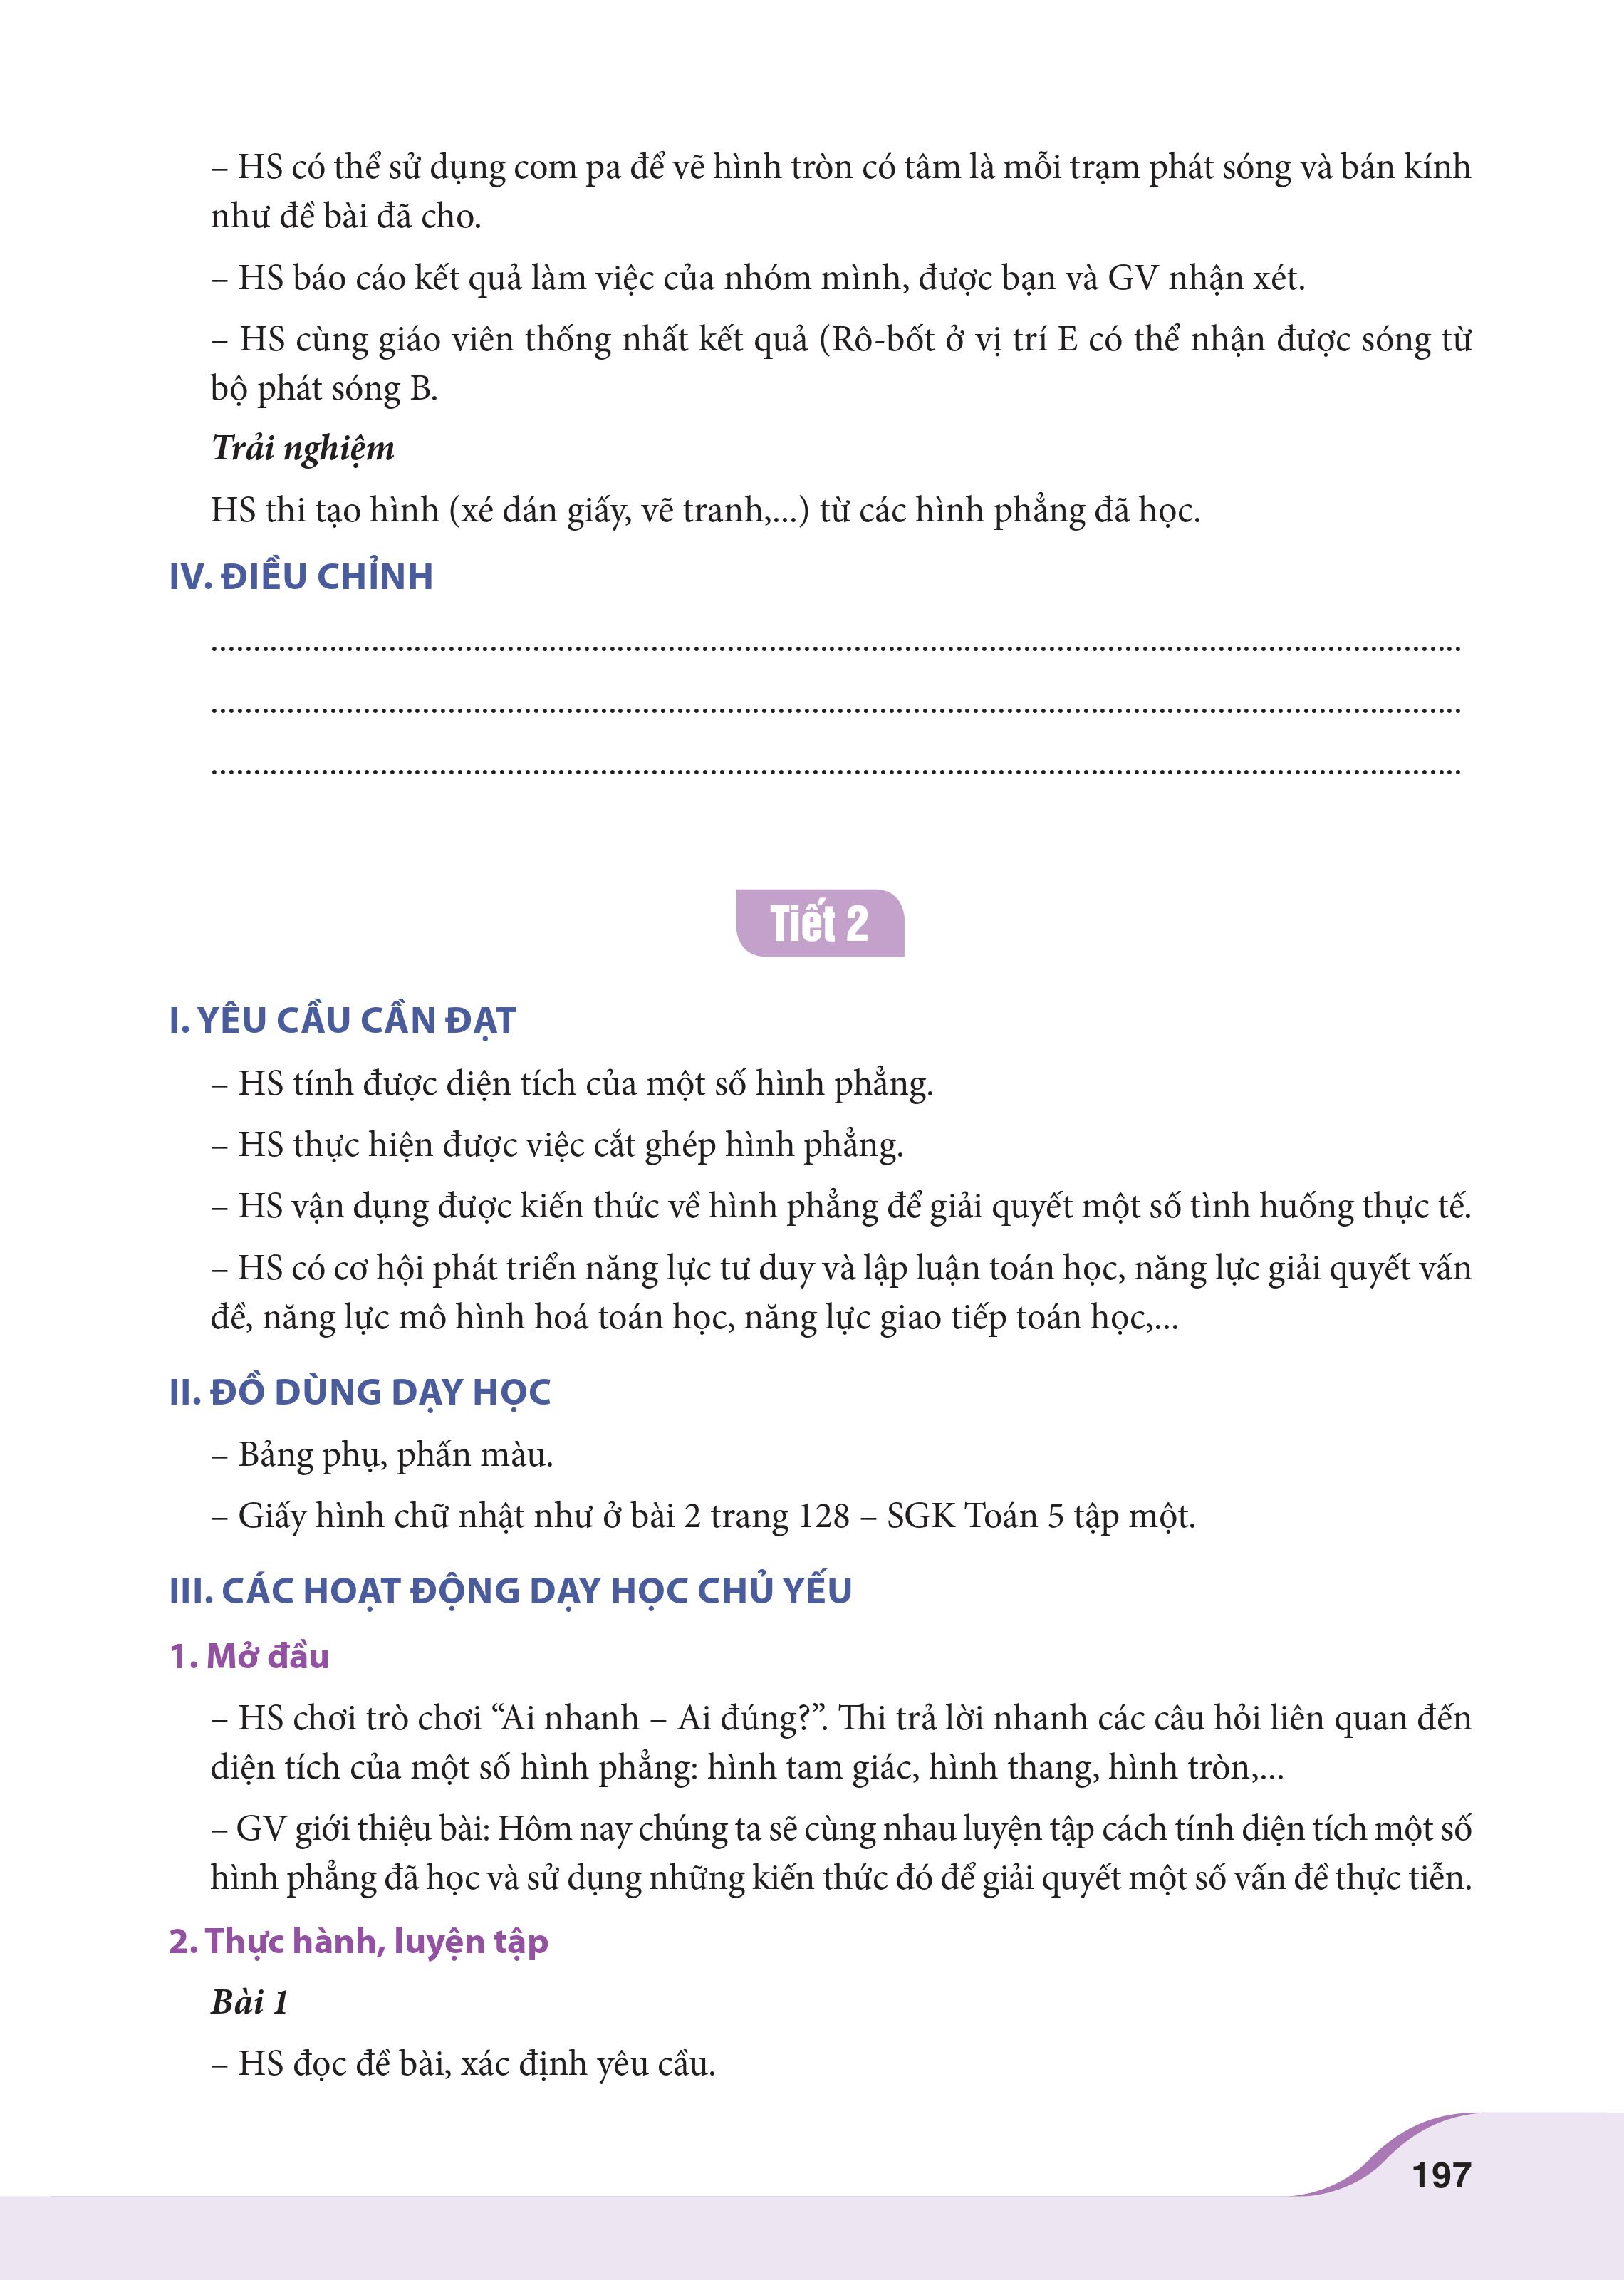 – HS có thể sử dụng com pa để vẽ hình tròn có tâm là mỗi trạm phát sóng và bán kính
như đề bài đã cho.
– HS báo cáo kết quả làm việc của nhóm mình, được bạn và GV nhận xét.
– HS cùng giáo viên thống nhất kết quả (Rô-bốt ở vị trí E có thể nhận được sóng từ
bộ phát sóng B.
Trải nghiệm
HS thi tạo hình (xé dán giấy, vẽ tranh,...) từ các hình phẳng đã học.
IV. ĐIỀU CHỈNH
Tiết 2
I. YÊU CẦU CẦN ĐẠT
– HS tính được diện tích của một số hình phẳng.
– HS thực hiện được việc cắt ghép hình phẳng.
– HS vận dụng được kiến thức về hình phẳng để giải quyết một số tình huống thực tế.
– HS có cơ hội phát triển năng lực tư duy và lập luận toán học, năng lực giải quyết vấn
đề, năng lực mô hình hoá toán học, năng lực giao tiếp toán học,...
II. ĐỒ DÙNG DẠY HỌC
– Bảng phụ, phấn màu.
– Giấy hình chữ nhật như ở bài 2 trang 128 – SGK Toán 5 tập một.
III. CÁC HOẠT ĐỘNG DẠY HỌC CHỦ YẾU
1. Mở đầu
– HS chơi trò chơi “Ai nhanh – Ai đúng?”. Thi trả lời nhanh các câu hỏi liên quan đến
diện tích của một số hình phẳng: hình tam giác, hình thang, hình tròn,...
– GV giới thiệu bài: Hôm nay chúng ta sẽ cùng nhau luyện tập cách tính diện tích một số
hình phẳng đã học và sử dụng những kiến thức đó để giải quyết một số vấn đề thực tiễn.
2. Thực hành, luyện tập
Bài 1
– HS đọc đề bài, xác định yêu cầu.
197